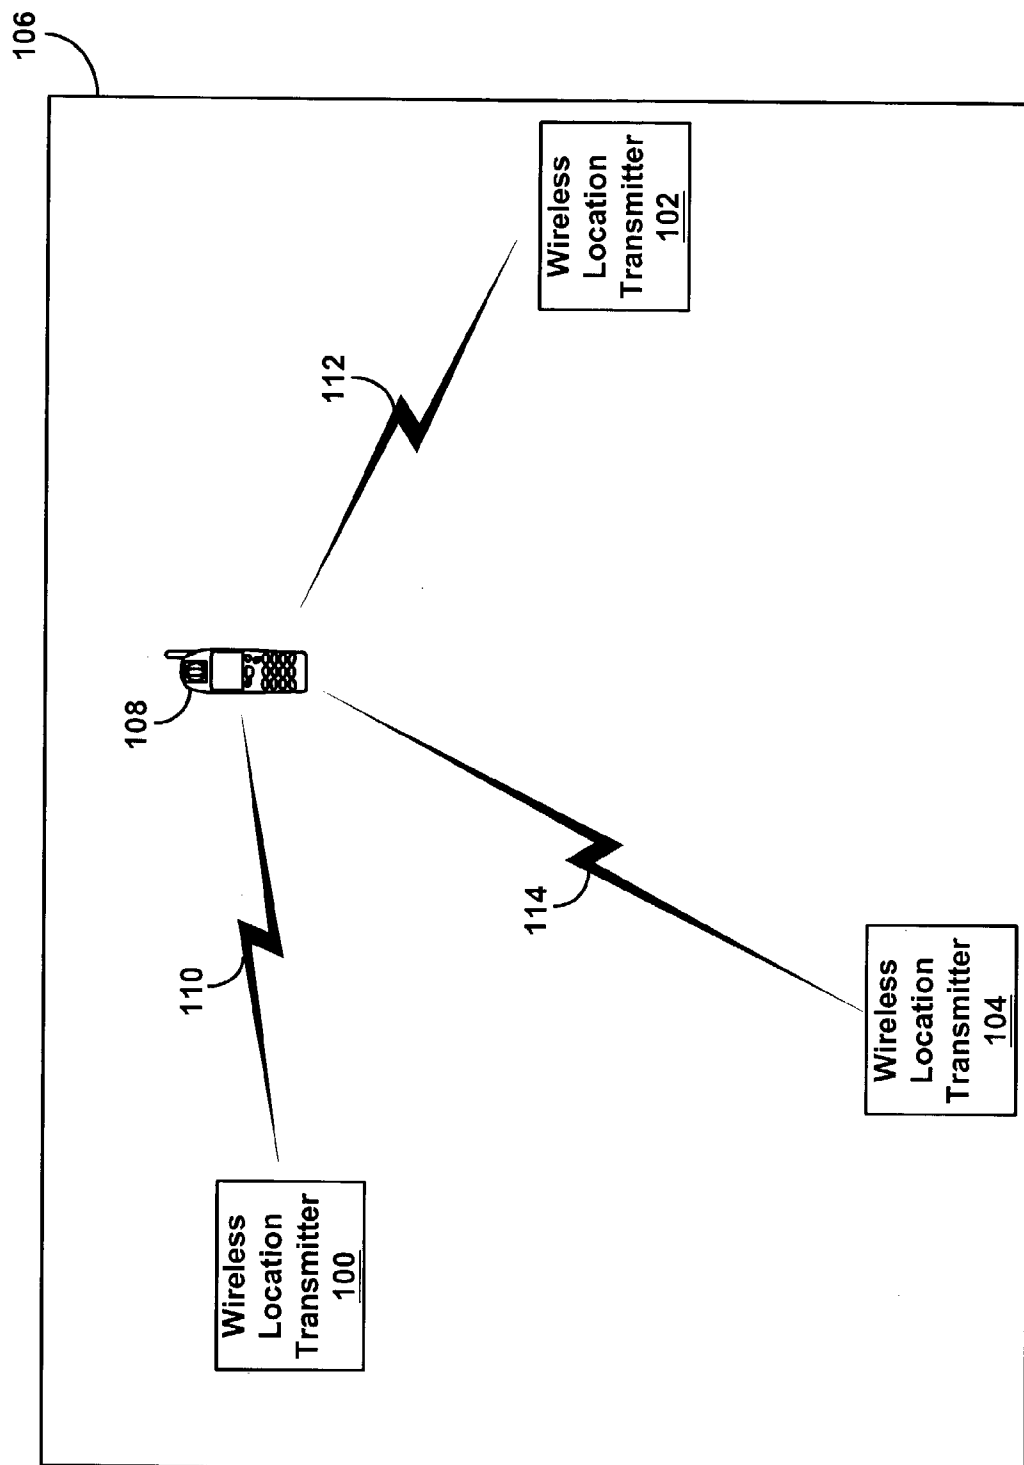 106
108
110
112
114
Wireless
Location
Transmitter
100
Wireless
Location
Transmitter
102
Wireless
Location
Transmitter
104